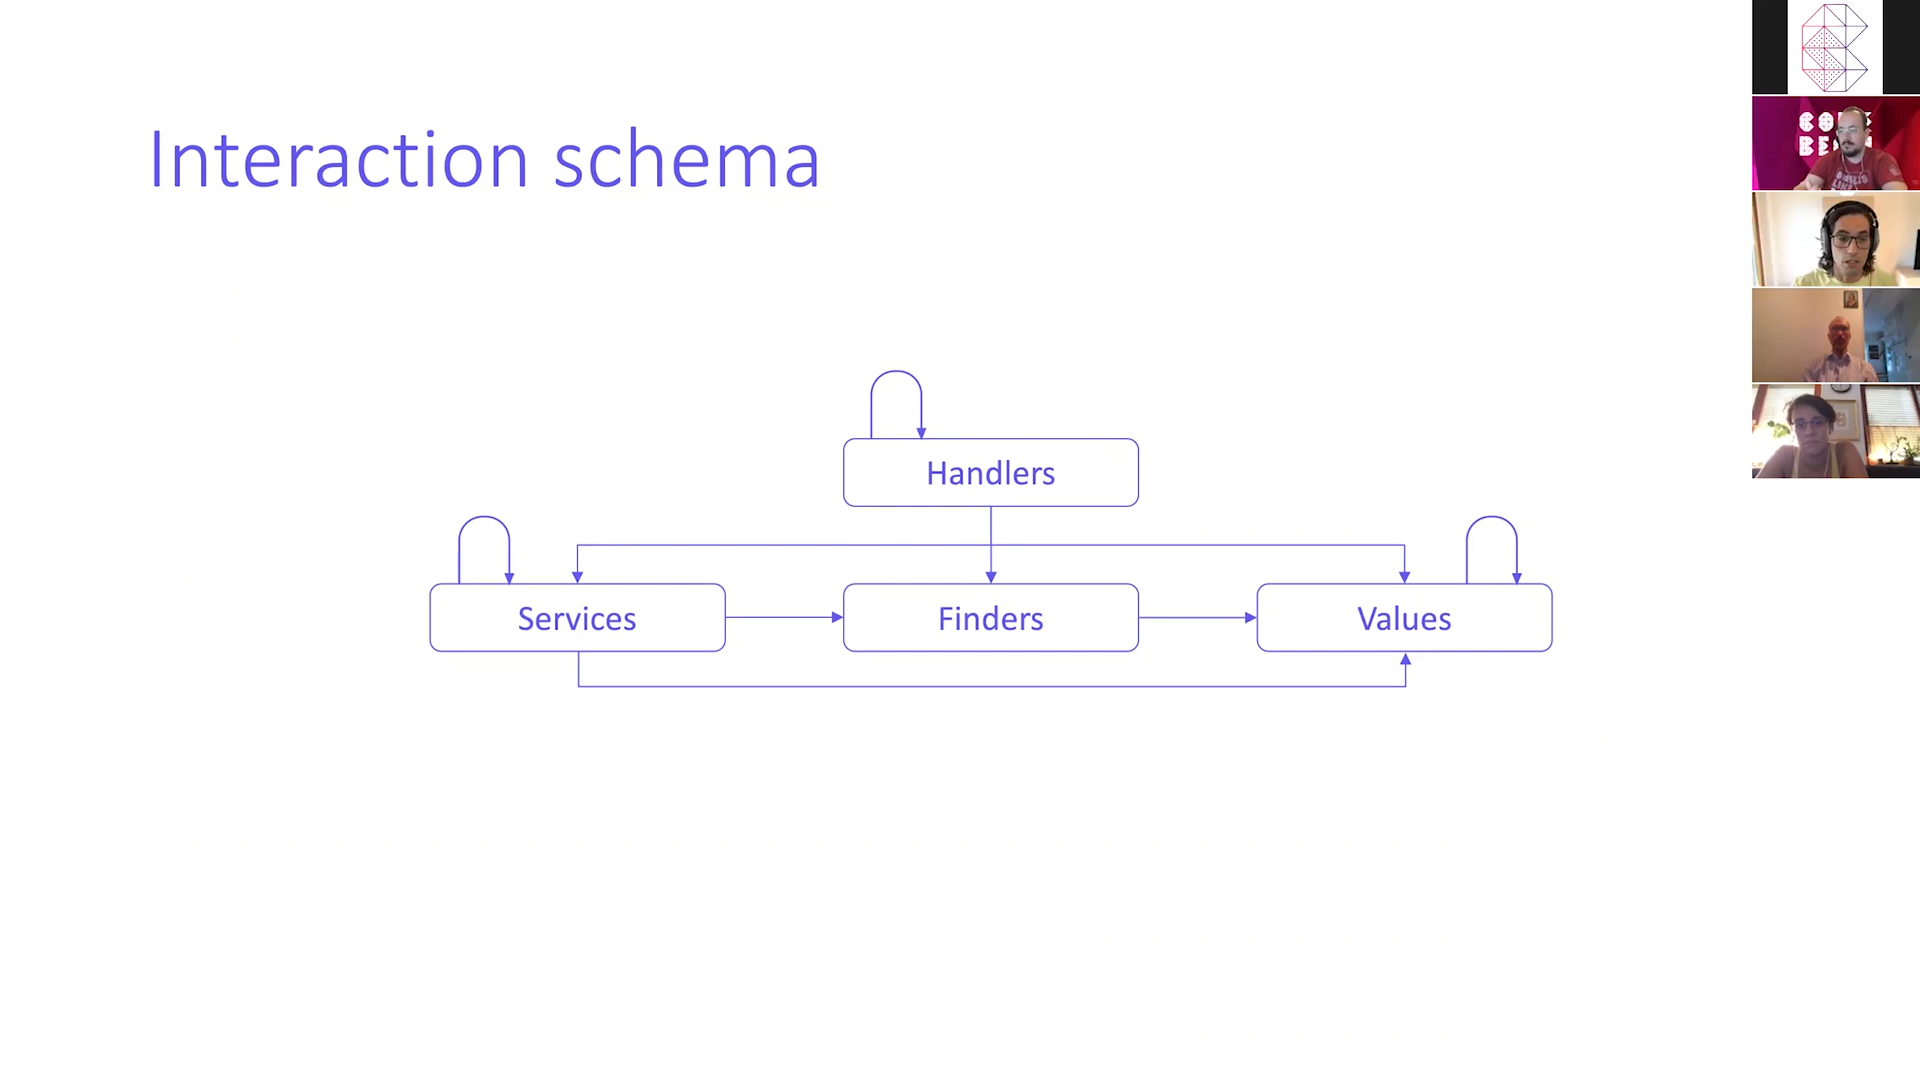 Interaction schema
Handlers
Services
Finders
Values